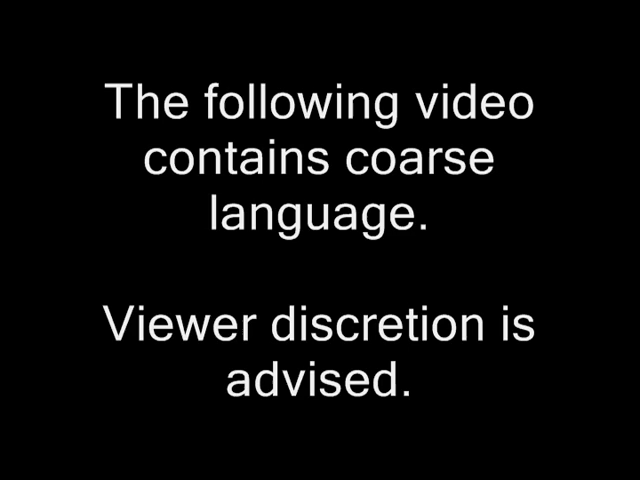 The following video
contains coarse
language.
Viewer discretion is
advised.